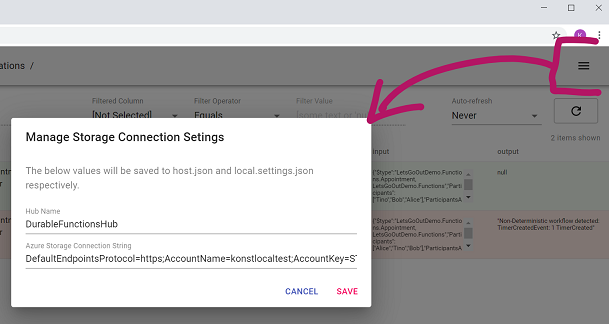 K
ations /
Filtered Column
[Not Selected]
Filter Operator
Equals
Filter Value
Auto-refresh
Never
2 items shown
input
output
Manage Storage Connection Setings
The below values will be saved to host.json and local.settings.json
respectively.
Hub Name
DurableFunctionsHub
Azure Storage Connection String
DefaultEndpointsProtocol=https;AccountName=konstlocaltest;AccountKey=S
CANCEL
SAVE
{"$type":"LetsGoOutDemo.Functions.
Appointment,
LetsGoOutDemo.Functions","Partici
pants":
["Tino","Bob","Alice"],"ParticipantsA
null
{"$type":"LetsGoOutDemo.Functions.
Appointment,
LetsGoOutDemo.Functions","Partici
pants":
"Alice","Tino","Bob"],"ParticipantsA
"Non-Deterministic workflow detected:
TimerCreatedEvent: 1 TimerCreated"